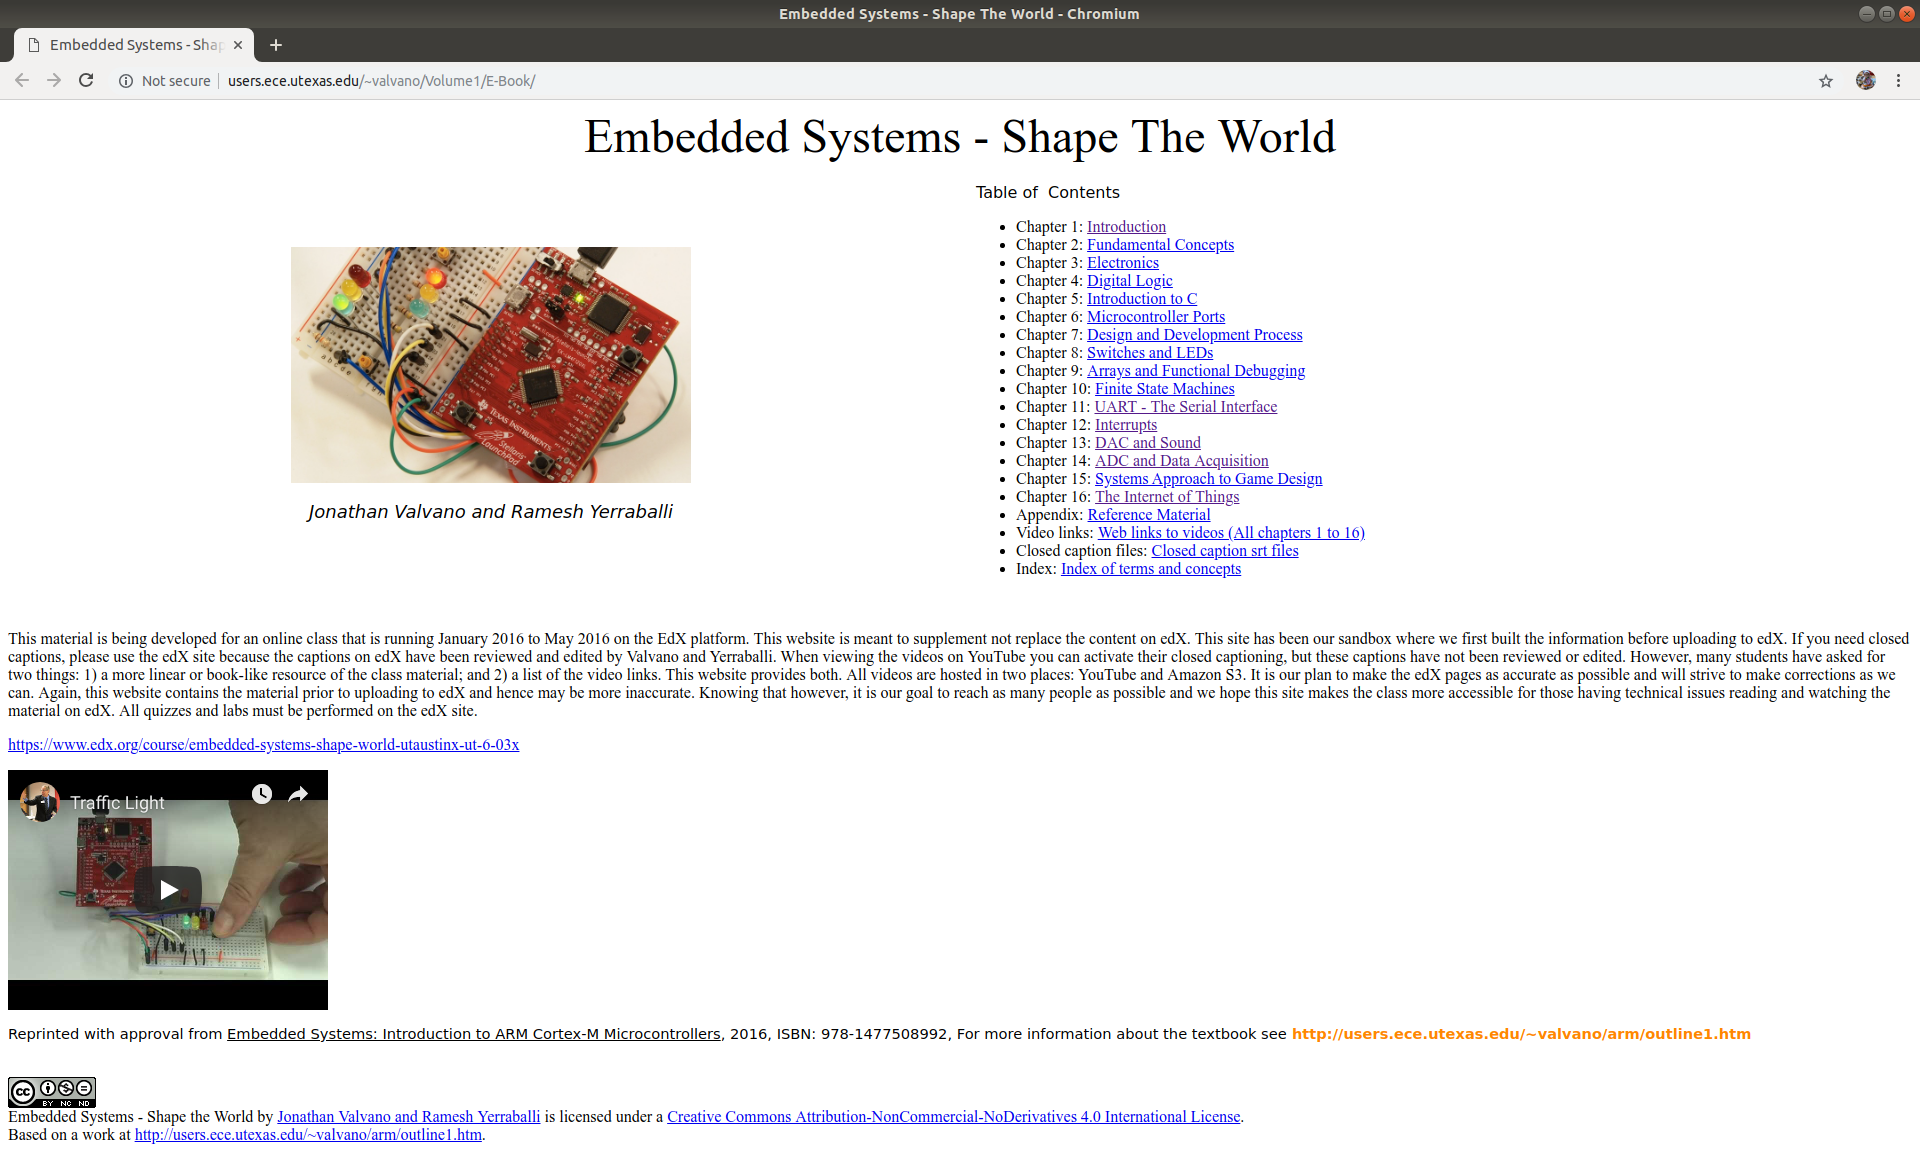 Embedded Systems - Shape The World - Chromium
Embedded Systems - Shap
Not secure | users.ece.utexas.edu/~valvano/Volume1/E-Book/
Embedded Systems - Shape The World
Table of Contents
Chapter 1: Introduction
Chapter 2: Fundamental Concepts
Chapter 3: Electronics
Chapter 4: Digital Logic
Chapter 5: Introduction to C
Chapter 6: Microcontroller Ports
Chapter 7: Design and Development Process
Chapter 8: Switches and LEDs
Chapter 9: Arrays and Functional Debugging
Chapter 10: Finite State Machines
Chapter 11: UART - The Serial Interface
Chapter 12: Interrupts
Chapter 13: DAC and Sound
Chapter 14: ADC and Data Acquisition
Chapter 15: Systems Approach to Game Design
Chapter 16: The Internet of Things
Appendix: Reference Material
Video links: Web links to videos (All chapters 1 to 16)
Closed caption files: Closed caption srt files
Index: Index of terms and concepts
TEXAS INSTRUMENTS
Stellaris
LaunchPad
Jonathan Valvano and Ramesh Yerraballi
This material is being developed for an online class that is running January 2016 to May 2016 on the EdX platform. This website is meant to supplement not replace the content on edX. This site has been our sandbox where we first built the information before uploading to edX. If you need closed
captions, please use the edX site because the captions on edX have been reviewed and edited by Valvano and Yerraballi. When viewing the videos on YouTube you can activate their closed captioning, but these captions have not been reviewed or edited. However, many students have asked for
two things: 1) a more linear or book-like resource of the class material; and 2) a list of the video links. This website provides both. All videos are hosted in two places: YouTube and Amazon S3. It is our plan to make the edX pages as accurate as possible and will strive to make corrections as we
can. Again, this website contains the material prior to uploading to edX and hence may be more inaccurate. Knowing that however, it is our goal to reach as many people as possible and we hope this site makes the class more accessible for those having technical issues reading and watching the
material on edX. All quizzes and labs must be performed on the edX site.
https://www.edx.org/course/embedded-systems-shape-world-utaustinx-ut-6-03x
Traffic Light
Reprinted with approval from Embedded Systems: Introduction to ARM Cortex-M Microcontrollers, 2016, ISBN: 978-1477508992, For more information about the textbook see http://users.ece.utexas.edu/~valvano/arm/outline1.htm
cc BY NC ND
Embedded Systems - Shape the World by Jonathan Valvano and Ramesh Yerraballi is licensed under a Creative Commons Attribution-NonCommercial-NoDerivatives 4.0 International License.
Based on a work at http://users.ece.utexas.edu/~valvano/arm/outline1.htm.